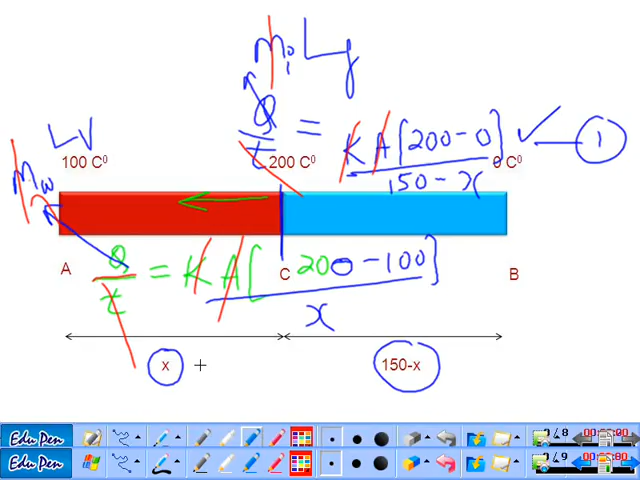 m_i L_f
Q/t = KA[200-0]/150-x ✓ — 1
LV
100 C⁰ 200 C⁰ 0 C⁰
m_w
A C B
Q/t = KA[200-100]/x
x + 150-x
Edu Pen
Edu Pen